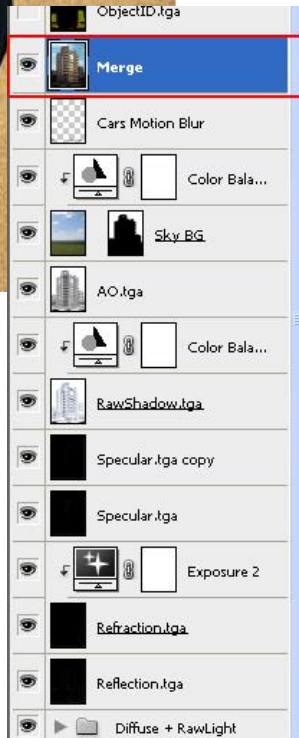 ObjectID.tga
Merge
Cars Motion Blur
Color Bala...
Sky BG
AO.tga
Color Bala...
RawShadow.tga
Specular.tga copy
Specular.tga
Exposure 2
Refraction.tga
Reflection.tga
Diffuse + RawLight